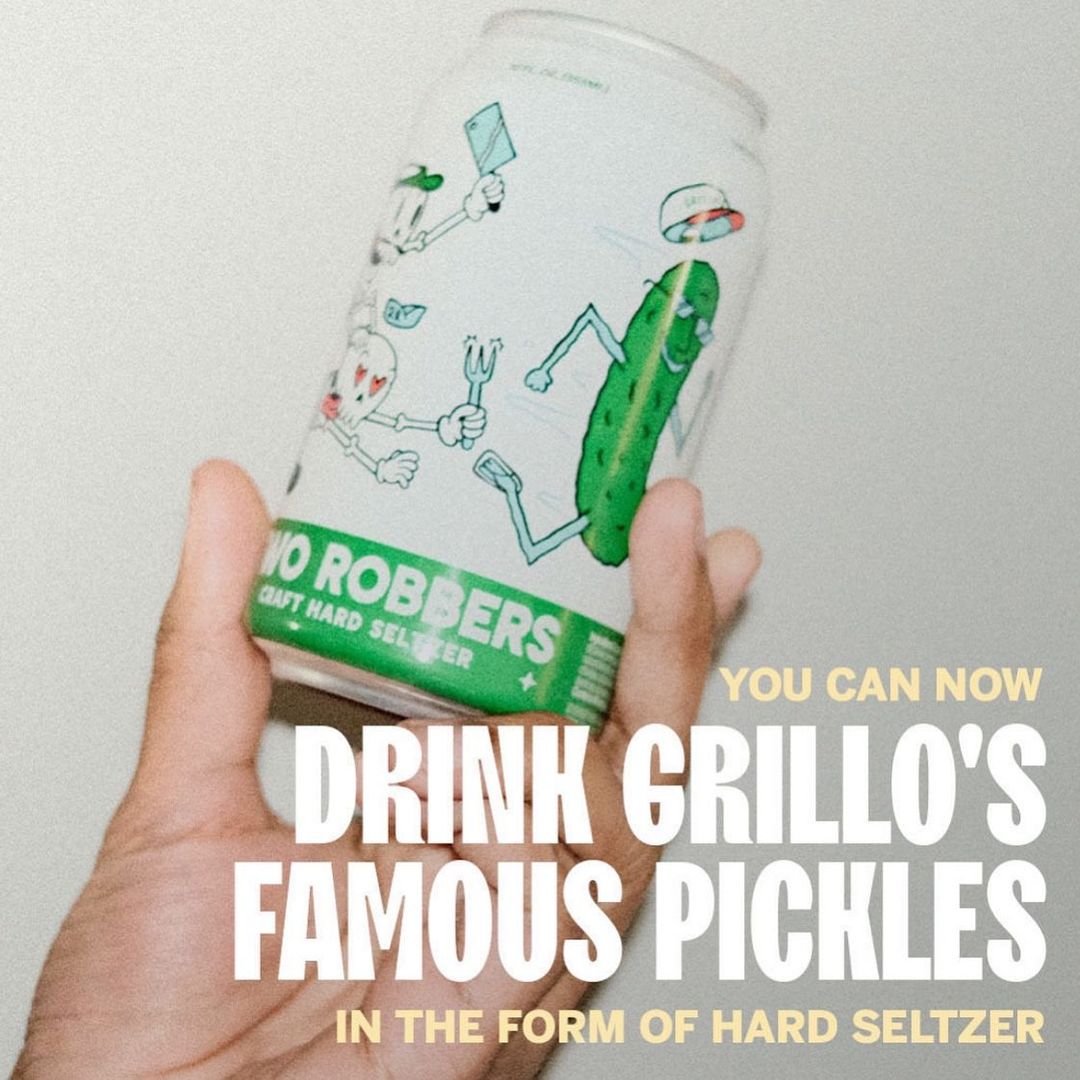 WO ROBBERS
CRAFT HARD SELTZER
YOU CAN NOW
DRINK GRILLO'S
FAMOUS PICKLES
IN THE FORM OF HARD SELTZER